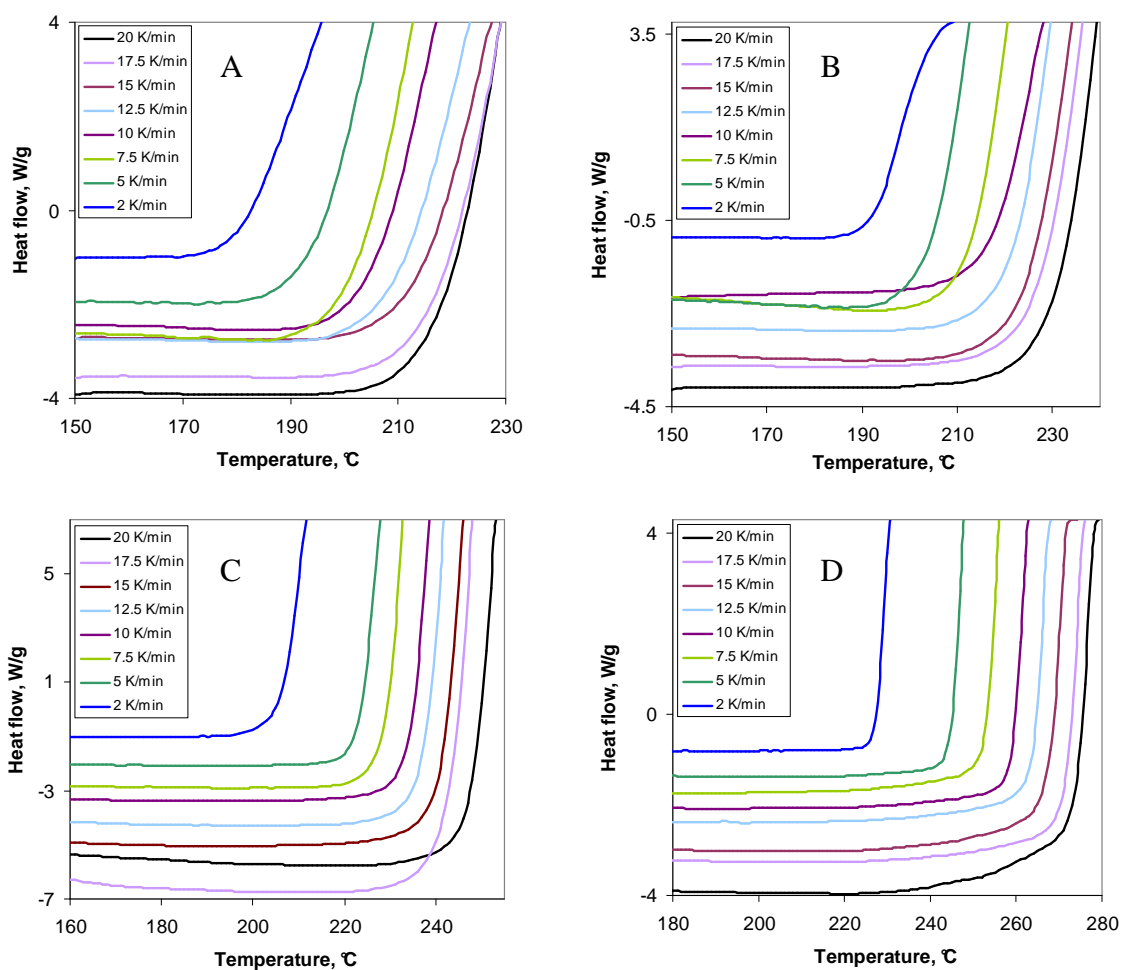 A
20 K/min
17.5 K/min
15 K/min
12.5 K/min
10 K/min
7.5 K/min
5 K/min
2 K/min
4
0
-4
Heat flow, W/g
150 170 190 210 230
Temperature, °C
B
20 K/min
17.5 K/min
15 K/min
12.5 K/min
10 K/min
7.5 K/min
5 K/min
2 K/min
3.5
-0.5
-4.5
Heat flow, W/g
150 170 190 210 230
Temperature, °C
C
20 K/min
17.5 K/min
15 K/min
12.5 K/min
10 K/min
7.5 K/min
5 K/min
2 K/min
5
1
-3
-7
Heat flow, W/g
160 180 200 220 240
Temperature, °C
D
20 K/min
17.5 K/min
15 K/min
12.5 K/min
10 K/min
7.5 K/min
5 K/min
2 K/min
4
0
-4
Heat flow, W/g
180 200 220 240 260 280
Temperature, °C